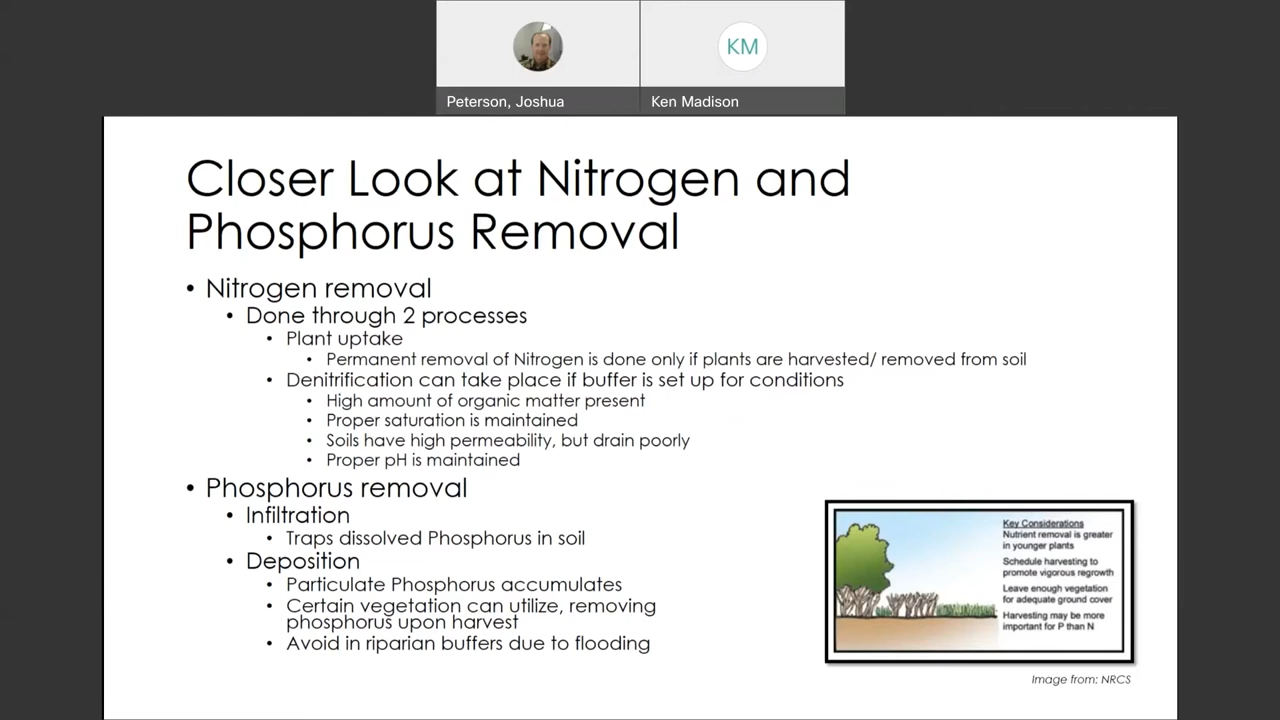 KM
Peterson, Joshua
Ken Madison
Closer Look at Nitrogen and
Phosphorus Removal
• Nitrogen removal
• Done through 2 processes
• Plant uptake
• Permanent removal of Nitrogen is done only if plants are harvested/ removed from soil
• Denitrification can take place if buffer is set up for conditions
• High amount of organic matter present
• Proper saturation is maintained
• Soils have high permeability, but drain poorly
• Proper pH is maintained
• Phosphorus removal
• Infiltration
• Traps dissolved Phosphorus in soil
• Deposition
• Particulate Phosphorus accumulates
• Certain vegetation can utilize, removing
phosphorus upon harvest
• Avoid in riparian buffers due to flooding
Key Considerations
Nutrient removal is greater
in younger plants
Schedule harvesting to
promote vigorous regrowth
Leave enough vegetation
for adequate ground cover
Harvesting may be more
important for P than N
Image from: NRCS